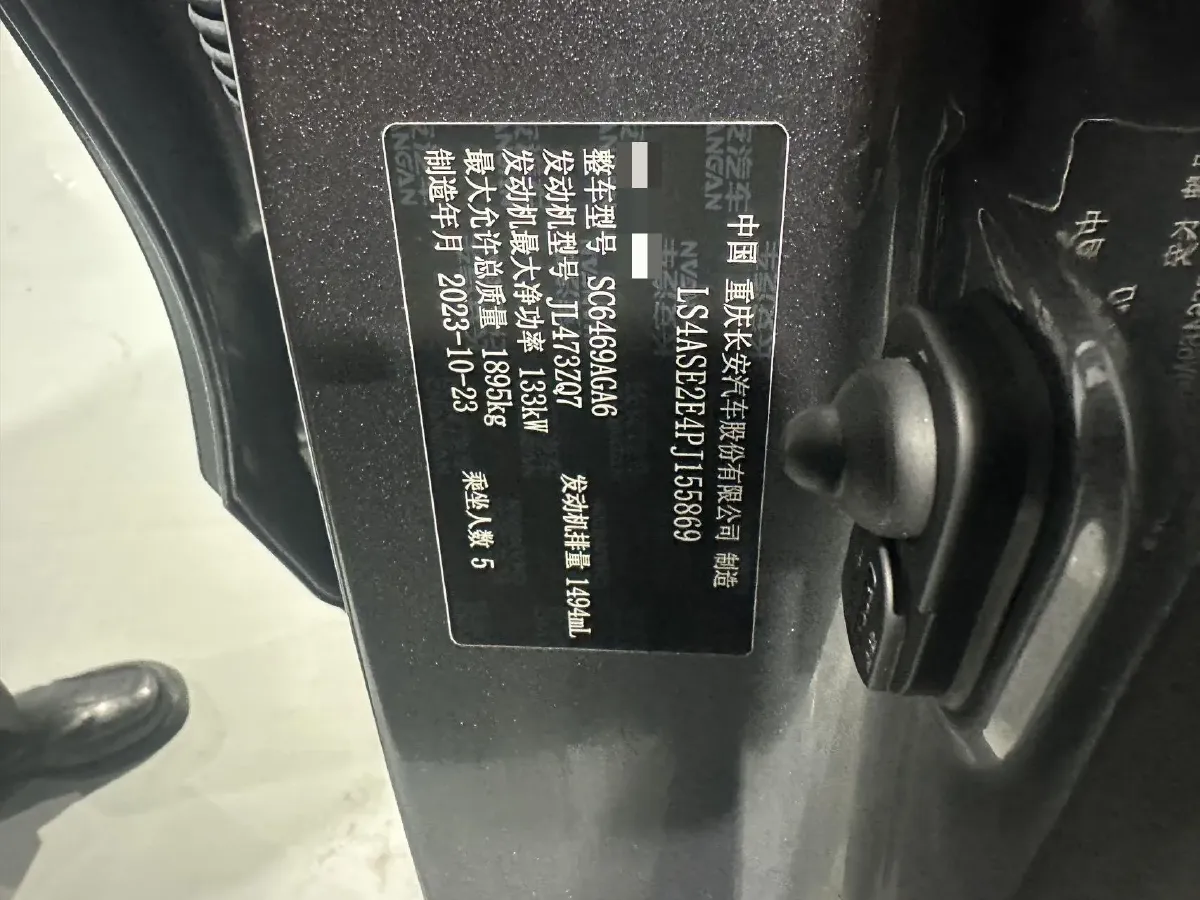 中国 重庆长安汽车股份有限公司 制造
LS4ASE2E4PJ155869
整车型号 SC6469AGA6
发动机型号 JL473ZQ7 发动机排量 1494mL
发动机最大净功率 133kW
最大允许总质量 1895kg 乘坐人数 5
制造年月 2023-10-23